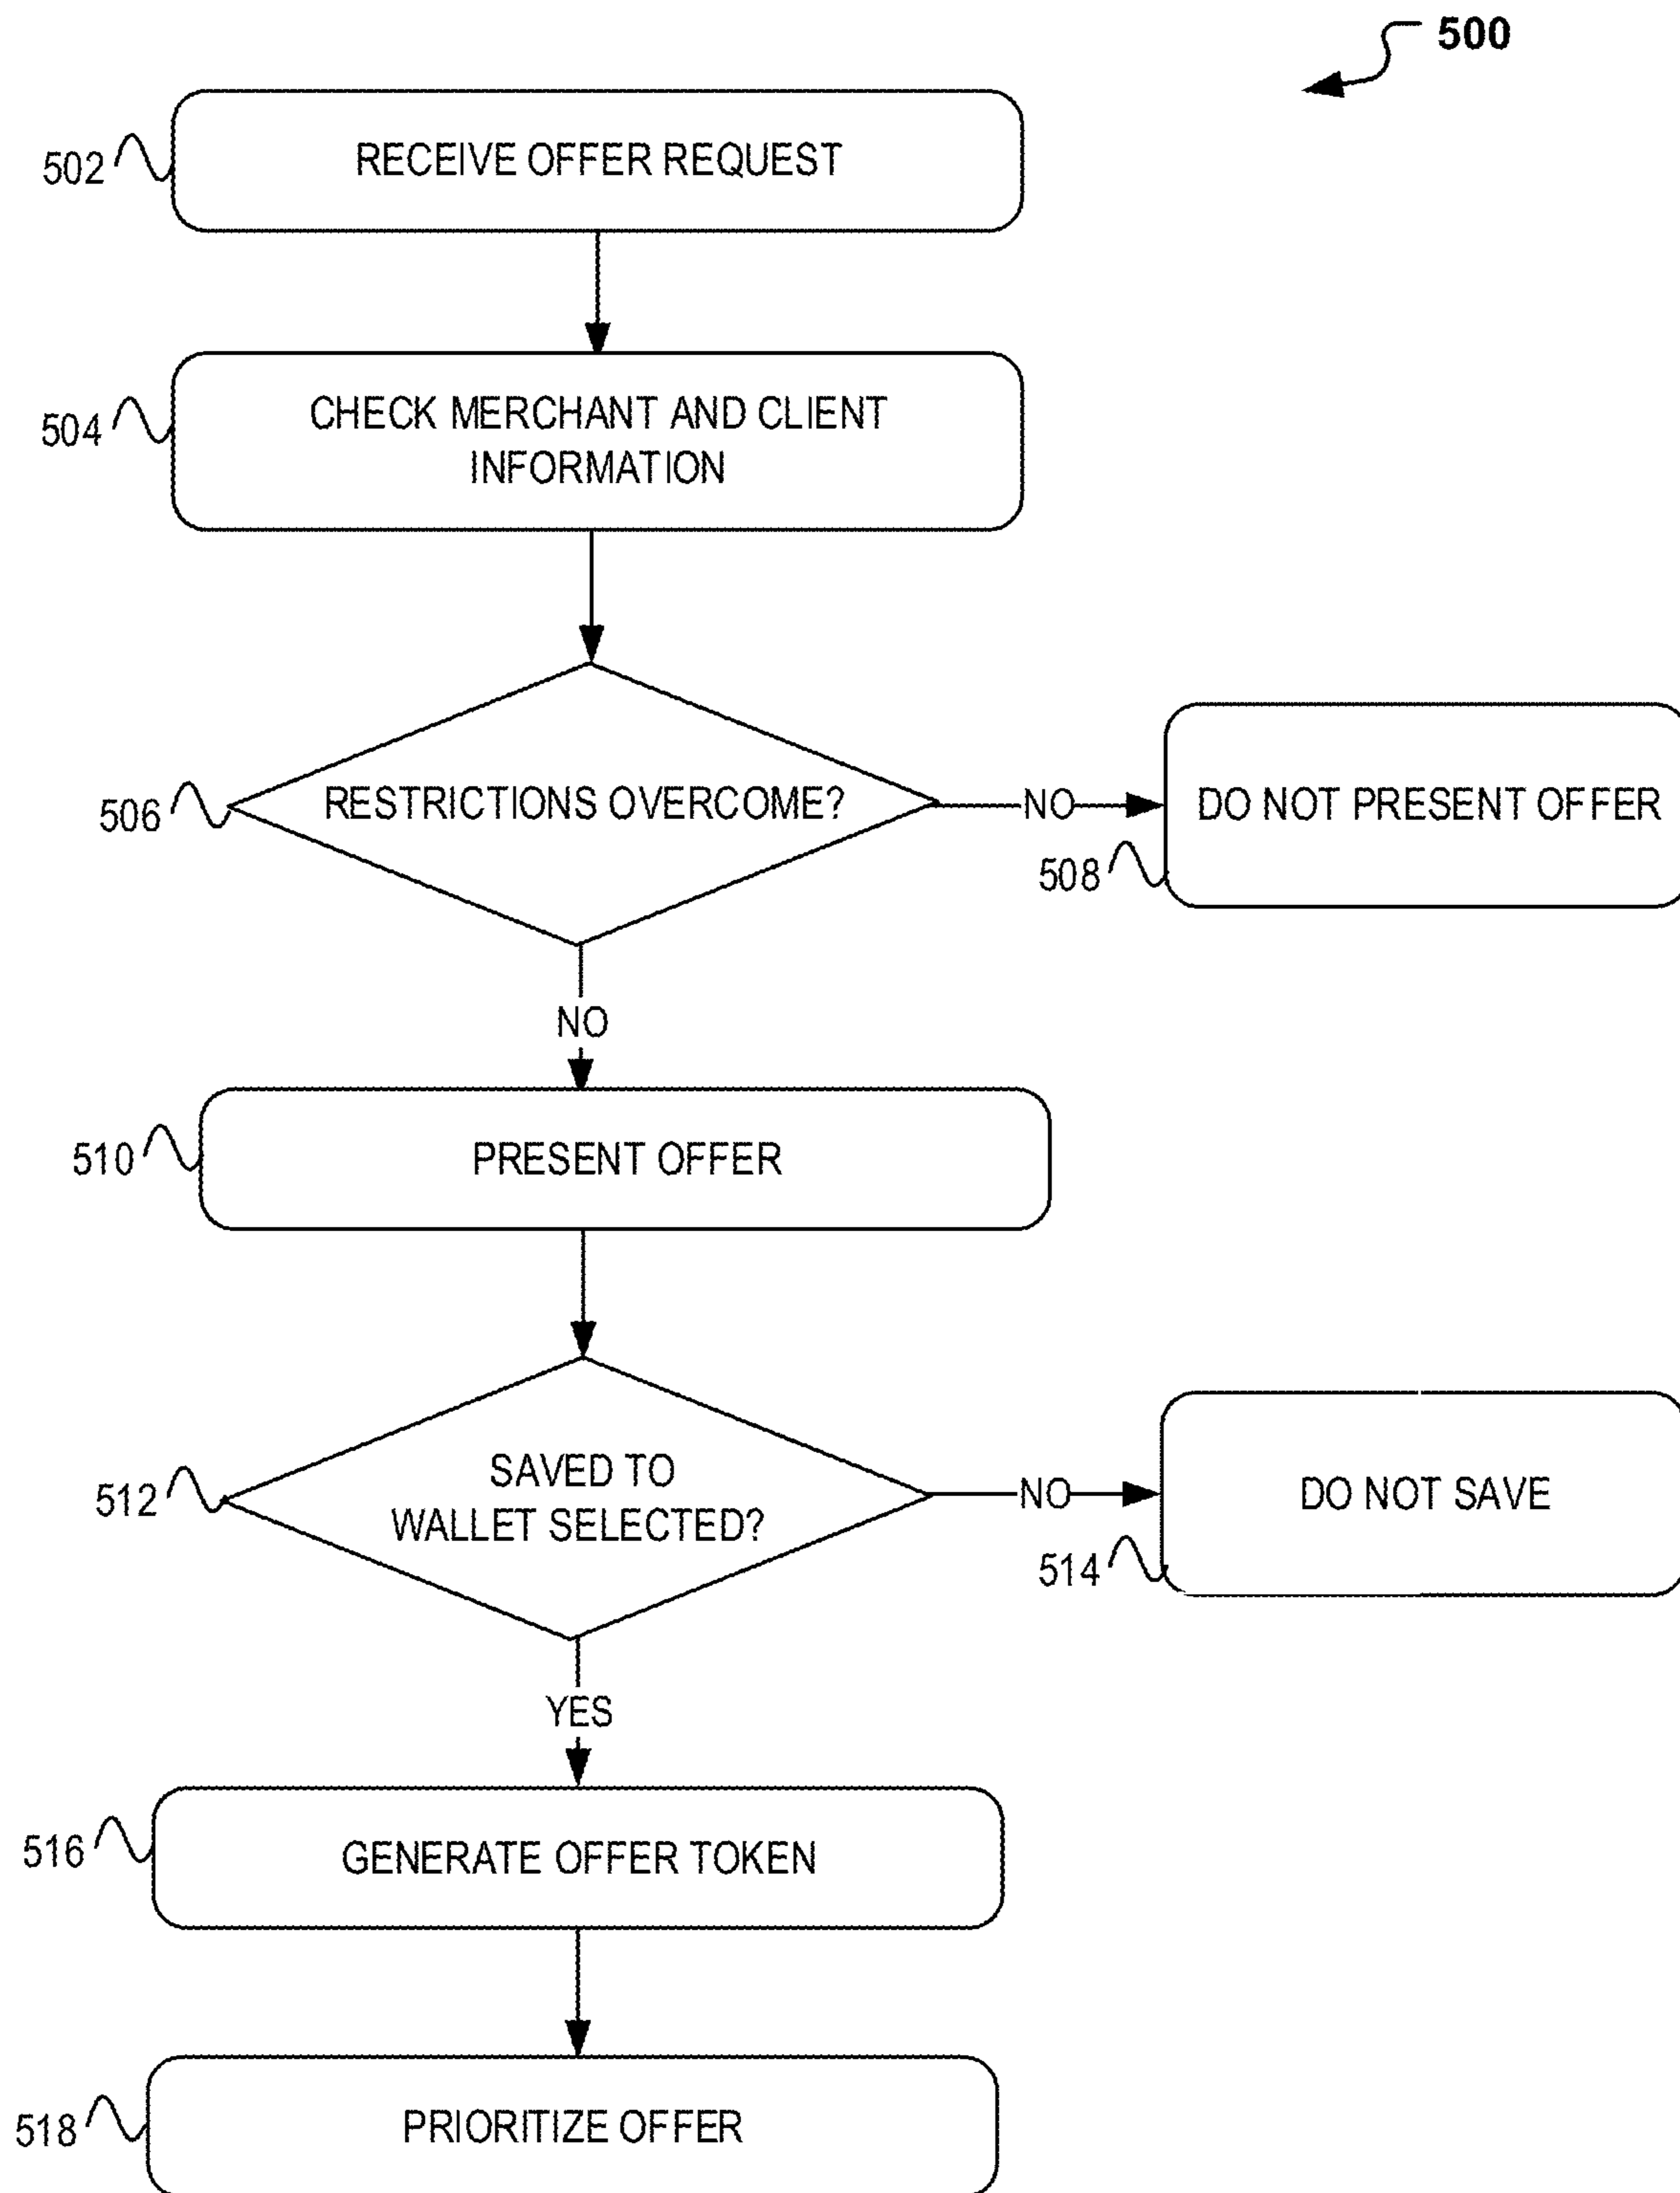 500
502
RECEIVE OFFER REQUEST
504
CHECK MERCHANT AND CLIENT
INFORMATION
506
RESTRICTIONS OVERCOME?
NO
DO NOT PRESENT OFFER
508
NO
510
PRESENT OFFER
512
SAVED TO
WALLET SELECTED?
NO
DO NOT SAVE
514
YES
516
GENERATE OFFER TOKEN
518
PRIORITIZE OFFER